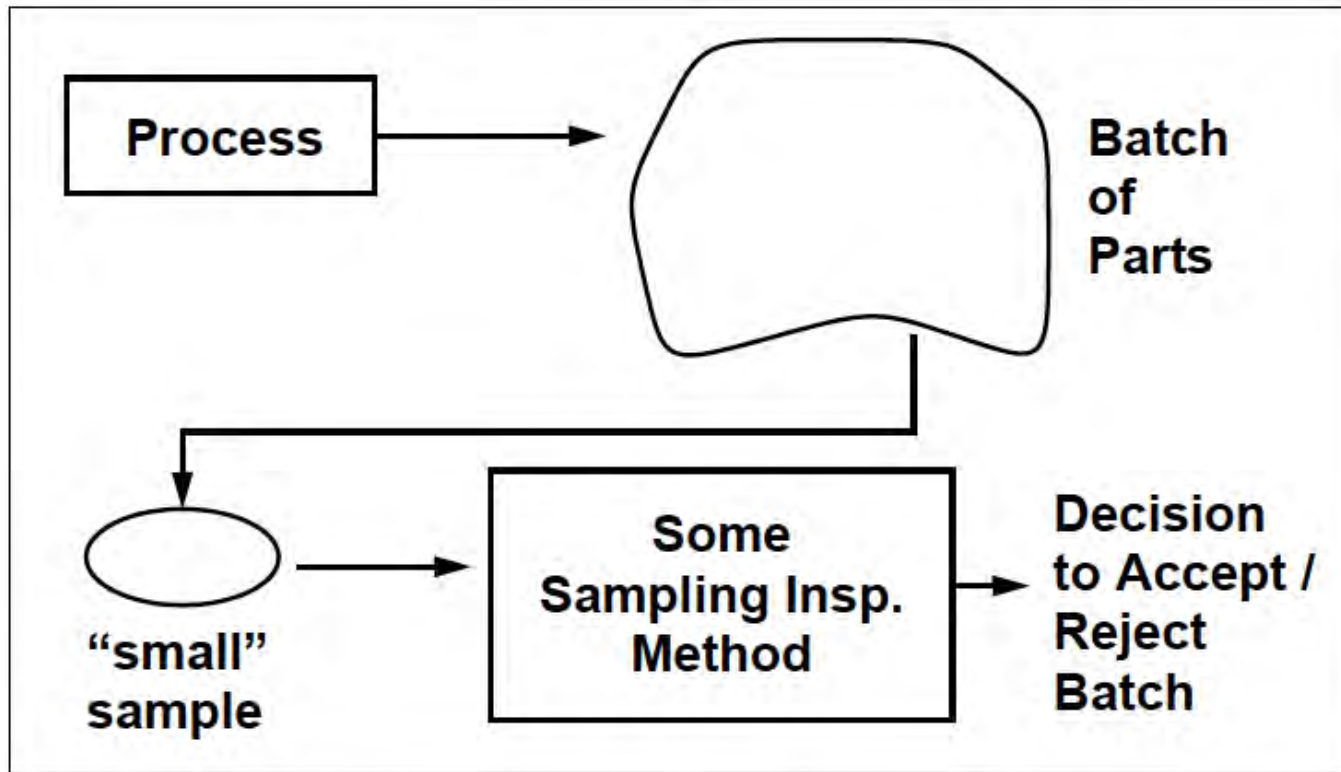 Process
Batch
of
Parts
“small”
sample
Some
Sampling Insp.
Method
Decision
to Accept /
Reject
Batch